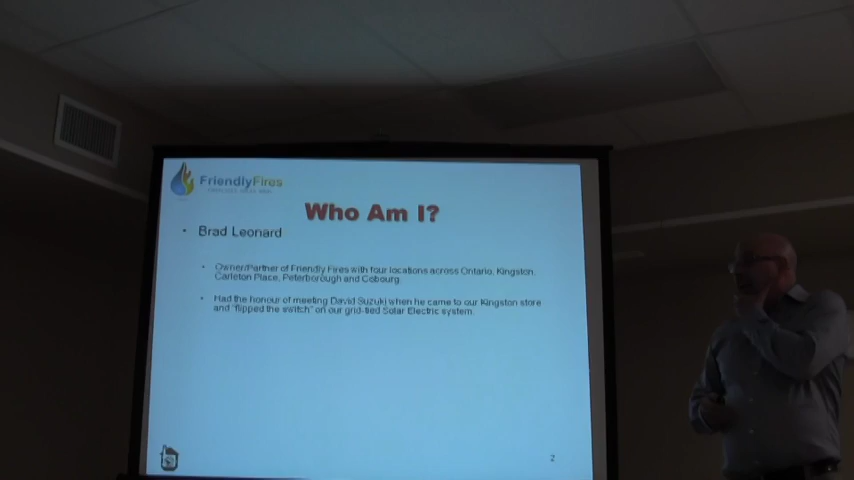 FriendlyFires
Who Am I?
• Brad Leonard
• Owner/Partner of Friendly Fires with four locations across Ontario, Kingston,
Carleton Place, Peterborough and Cobourg.
• Had the honour of meeting David Suzuki when he came to our Kingston store
and "flipped the switch" on our grid-tied Solar Electric system.
2